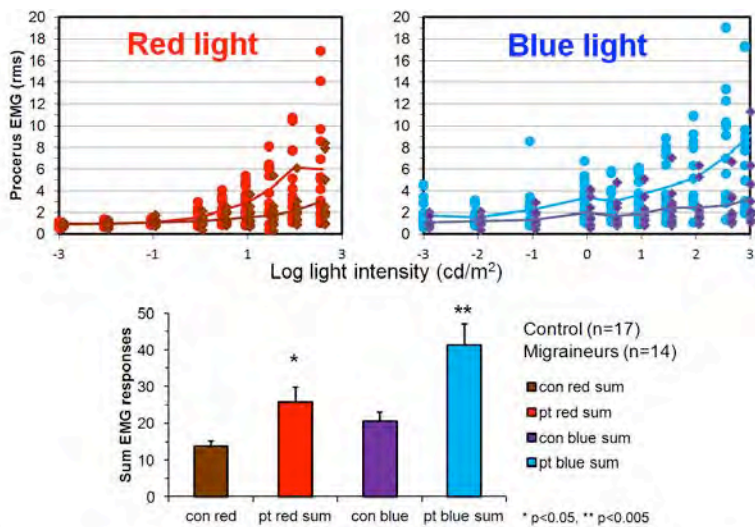 Red light
Blue light
Procerus EMG (rms)
20
18
16
14
12
10
8
6
4
2
0
-3
-1
1
3
20
18
16
14
12
10
8
6
4
2
0
-3
-2
-1
0
1
2
3
Log light intensity (cd/m²)
Sum EMG responses
50
40
30
20
10
0
*
**
con red
pt red sum
con blue
pt blue sum
Control (n=17)
Migraineurs (n=14)
con red sum
pt red sum
con blue sum
pt blue sum
* p<0.05, ** p<0.005